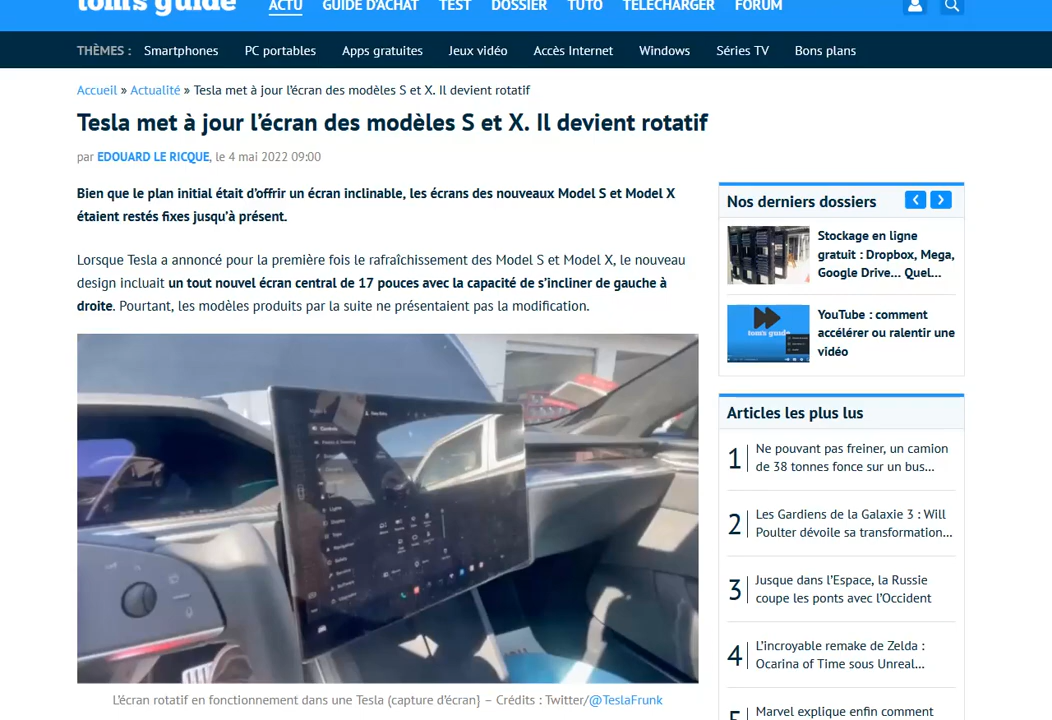 tom's guide
ACTU GUIDE D'ACHAT TEST DOSSIER TUTO TÉLÉCHARGER FORUM
THÈMES : Smartphones PC portables Apps gratuites Jeux vidéo Accès Internet Windows Séries TV Bons plans
Accueil » Actualité » Tesla met à jour l'écran des modèles S et X. Il devient rotatif
Tesla met à jour l'écran des modèles S et X. Il devient rotatif
par EDOUARD LE RICQUE, le 4 mai 2022 09:00
Bien que le plan initial était d'offrir un écran inclinable, les écrans des nouveaux Model S et Model X
étaient restés fixes jusqu'à présent.
Lorsque Tesla a annoncé pour la première fois le rafraîchissement des Model S et Model X, le nouveau
design incluait un tout nouvel écran central de 17 pouces avec la capacité de s'incliner de gauche à
droite. Pourtant, les modèles produits par la suite ne présentaient pas la modification.
Controls
Lights
Display
Navigation
Safety
Service
Software
L'écran rotatif en fonctionnement dans une Tesla (capture d'écran} – Crédits : Twitter/@TeslaFrunk
Nos derniers dossiers
Stockage en ligne
gratuit : Dropbox, Mega,
Google Drive... Quel...
tom's guide
YouTube : comment
accélérer ou ralentir une
vidéo
Articles les plus lus
1 Ne pouvant pas freiner, un camion
de 38 tonnes fonce sur un bus...
2 Les Gardiens de la Galaxie 3 : Will
Poulter dévoile sa transformation...
3 Jusque dans l'Espace, la Russie
coupe les ponts avec l'Occident
4 L'incroyable remake de Zelda :
Ocarina of Time sous Unreal...
5 Marvel explique enfin comment